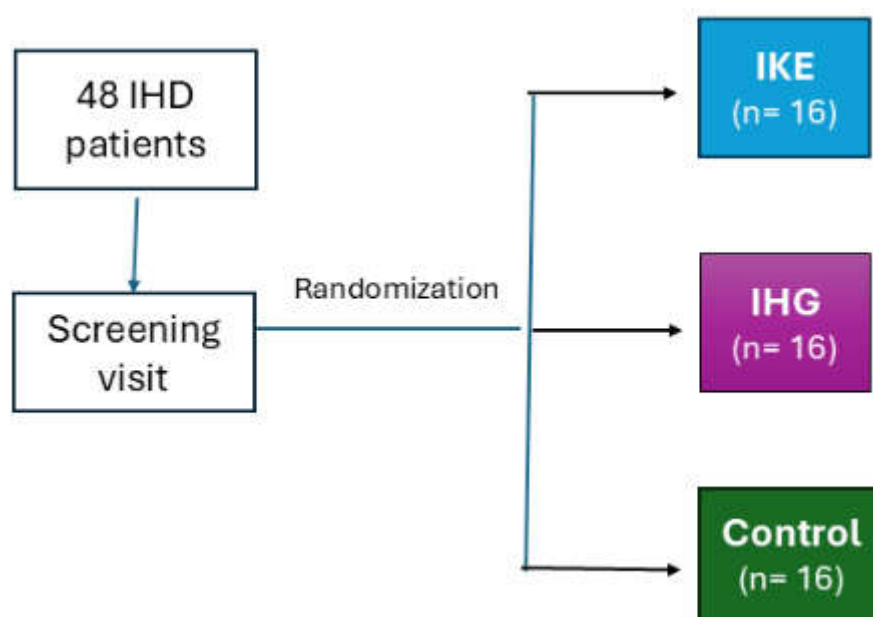 48 IHD
patients
Screening
visit
Randomization
IKE
(n= 16)
IHG
(n= 16)
Control
(n= 16)